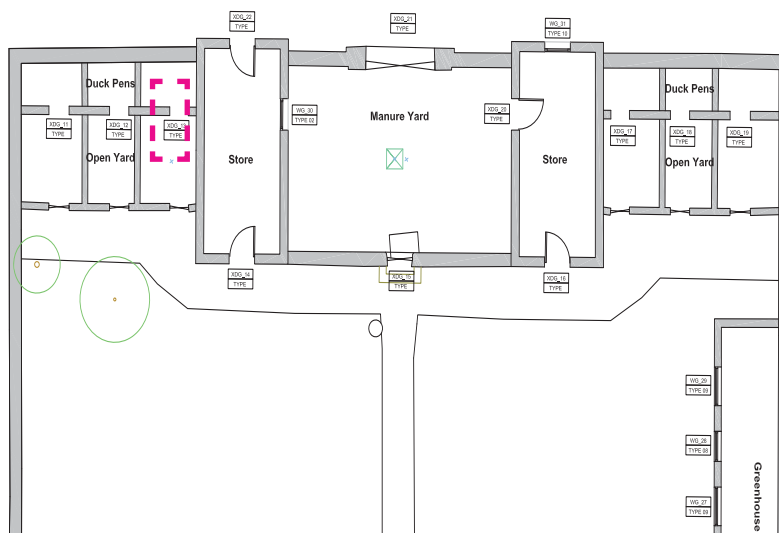 XDG_22
TYPE
XDG_21
TYPE
WG_31
TYPE 10
Duck Pens
Duck Pens
WG_30
TYPE 02
Manure Yard
XDG_20
TYPE
XDG_11
TYPE
XDG_12
TYPE
XDG_13
TYPE
XDG_17
TYPE
XDG_18
TYPE
XDG_19
TYPE
Open Yard
Store
Store
Open Yard
XDG_14
TYPE
XDG_15
TYPE
XDG_16
TYPE
WG_29
TYPE 09
WG_28
TYPE 08
WG_27
TYPE 09
Greenhouse